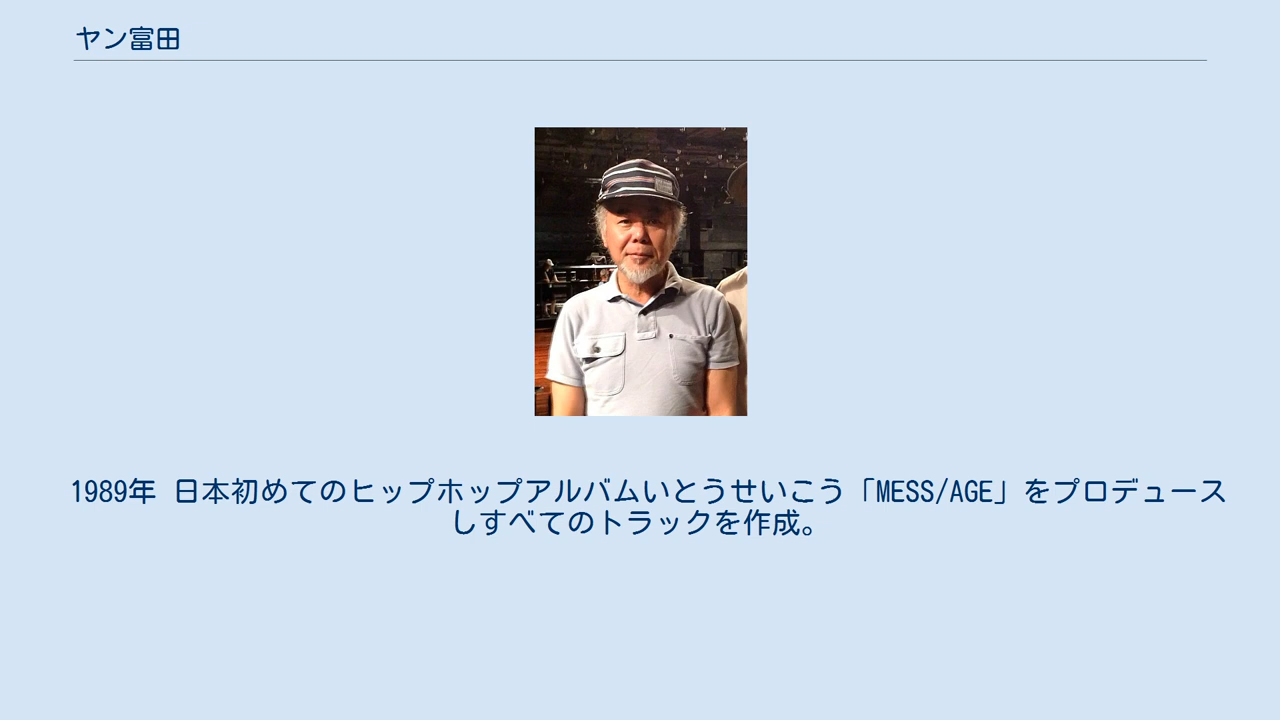 ヤン富田
1989年 日本初めてのヒップホップアルバムいとうせいこう「MESS/AGE」をプロデュース
しすべてのトラックを作成。